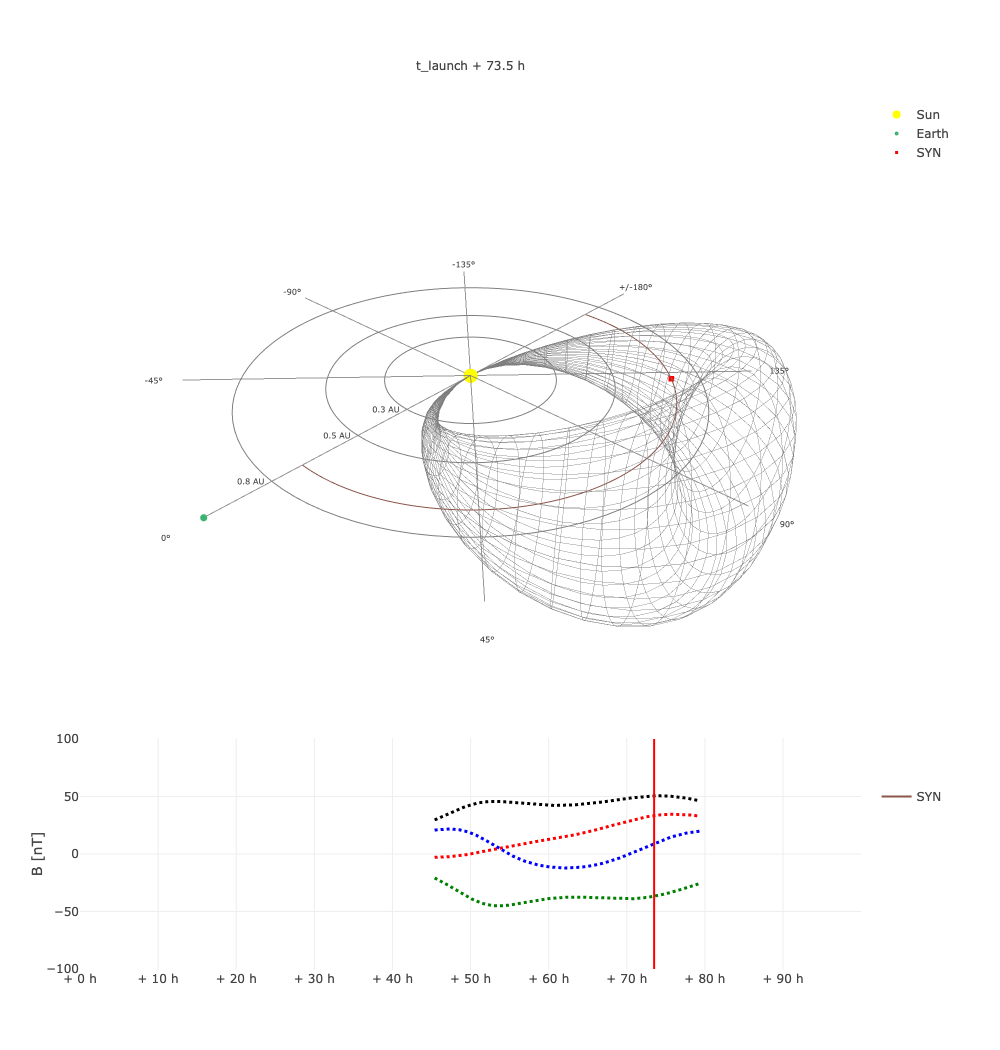 t_launch + 73.5 h
Sun
Earth
SYN
-135°
+/-180°
-90°
135°
-45°
0.3 AU
0.5 AU
0.8 AU
90°
0°
45°
100
50
0
−50
−100
B [nT]
SYN
+ 0 h
+ 10 h
+ 20 h
+ 30 h
+ 40 h
+ 50 h
+ 60 h
+ 70 h
+ 80 h
+ 90 h